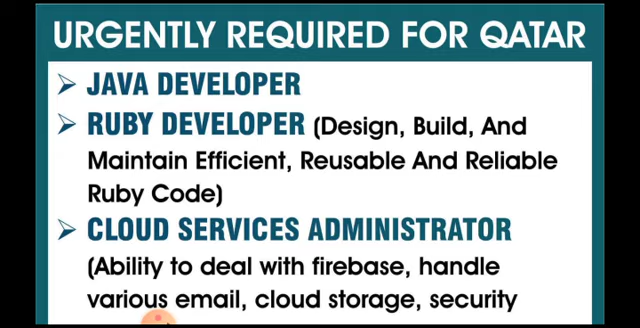 URGENTLY REQUIRED FOR QATAR
➢ JAVA DEVELOPER
➢ RUBY DEVELOPER (Design, Build, And
Maintain Efficient, Reusable And Reliable
Ruby Code)
➢ CLOUD SERVICES ADMINISTRATOR
(Ability to deal with firebase, handle
various email, cloud storage, security